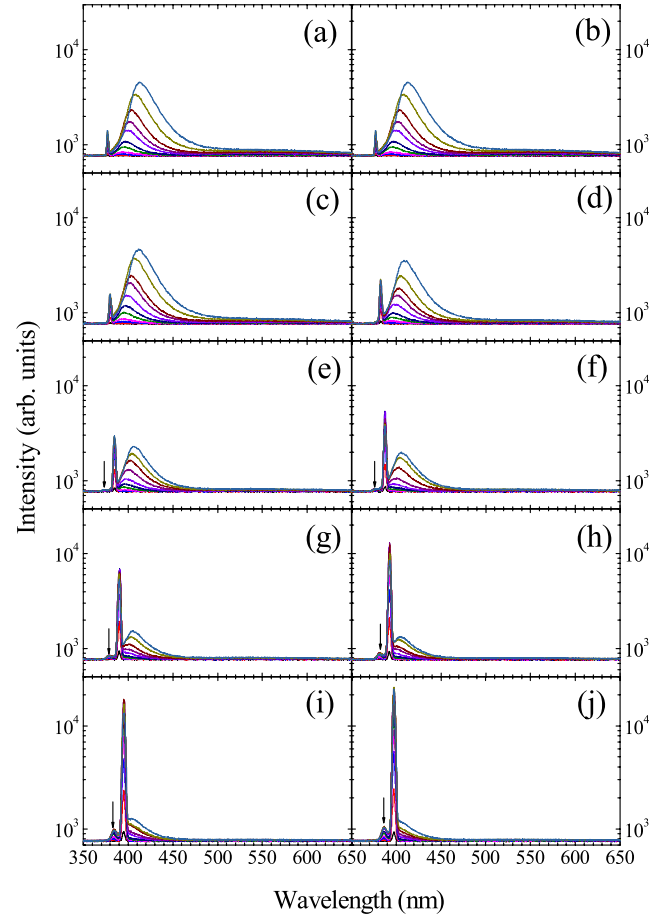 (a) (b)
10^4 10^4
10^3 10^3
(c) (d)
10^4 10^4
10^3 10^3
(e) (f)
10^4 10^4
10^3 10^3
(g) (h)
10^4 10^4
10^3 10^3
(i) (j)
10^4 10^4
10^3 10^3
350 400 450 500 550 600 650 400 450 500 550 600 650
Intensity (arb. units)
Wavelength (nm)